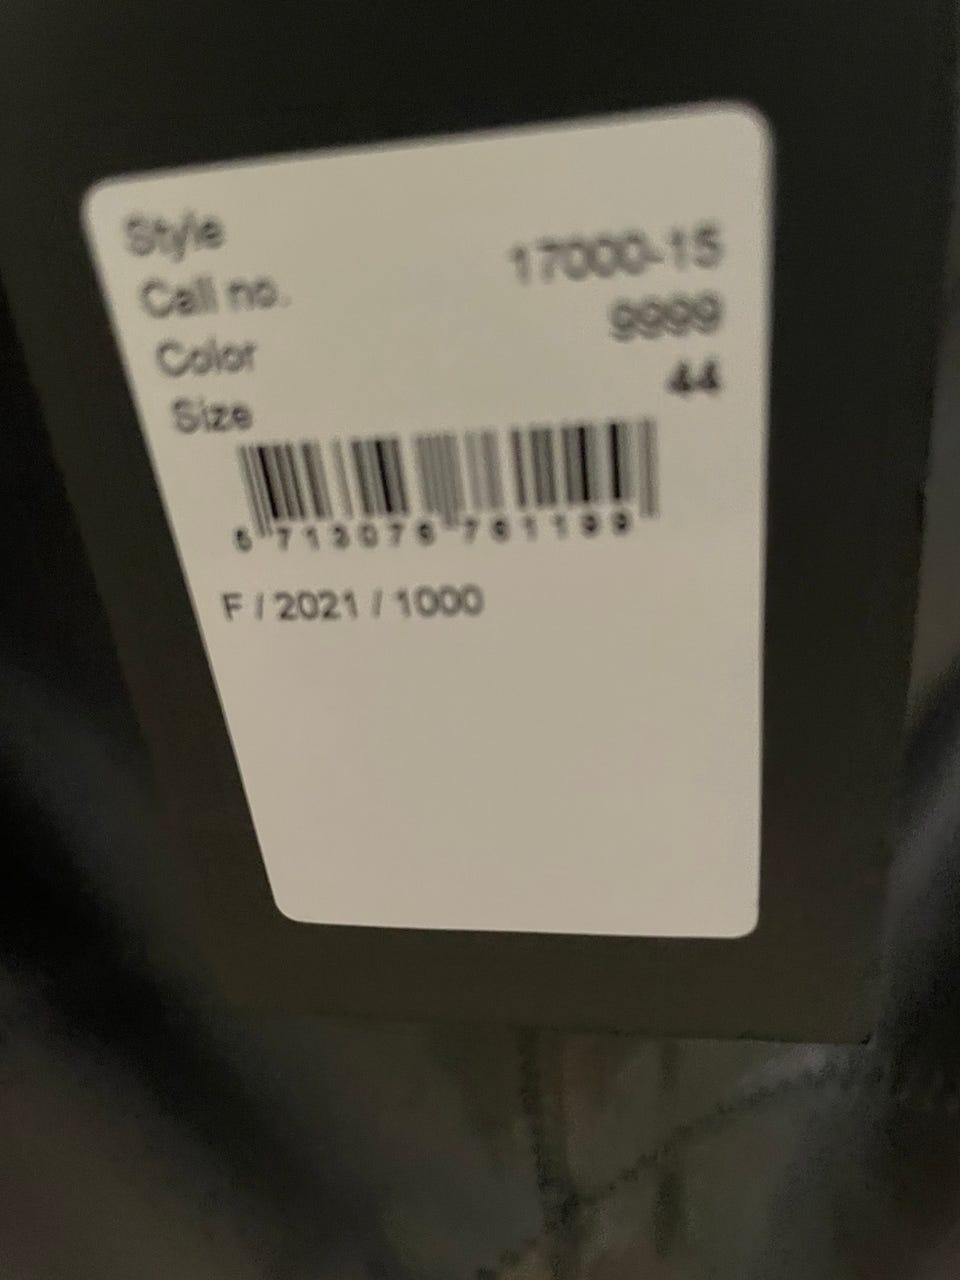 Style
Call no. 17000-15
Color 9999
Size 44
5 713076 761199
F / 2021 / 1000